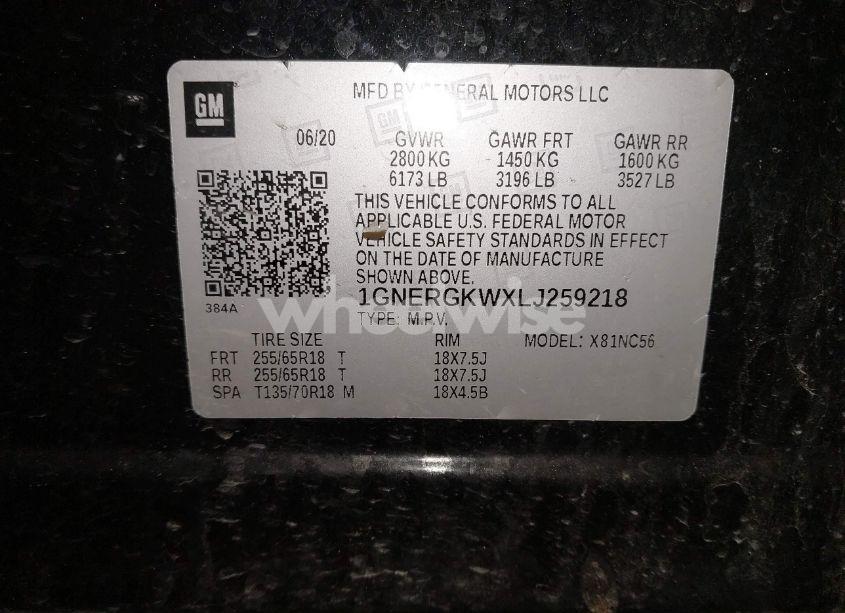 GM
MFD BY GENERAL MOTORS LLC
06/20 GVWR GAWR FRT GAWR RR
2800 KG 1450 KG 1600 KG
6173 LB 3196 LB 3527 LB
THIS VEHICLE CONFORMS TO ALL
APPLICABLE U.S. FEDERAL MOTOR
VEHICLE SAFETY STANDARDS IN EFFECT
ON THE DATE OF MANUFACTURE
SHOWN ABOVE.
384A
1GNERGKWXLJ259218
wheelwise
TYPE: M.P.V.
TIRE SIZE RIM MODEL: X81NC56
FRT 255/65R18 T 18X7.5J
RR 255/65R18 T 18X7.5J
SPA T135/70R18 M 18X4.5B